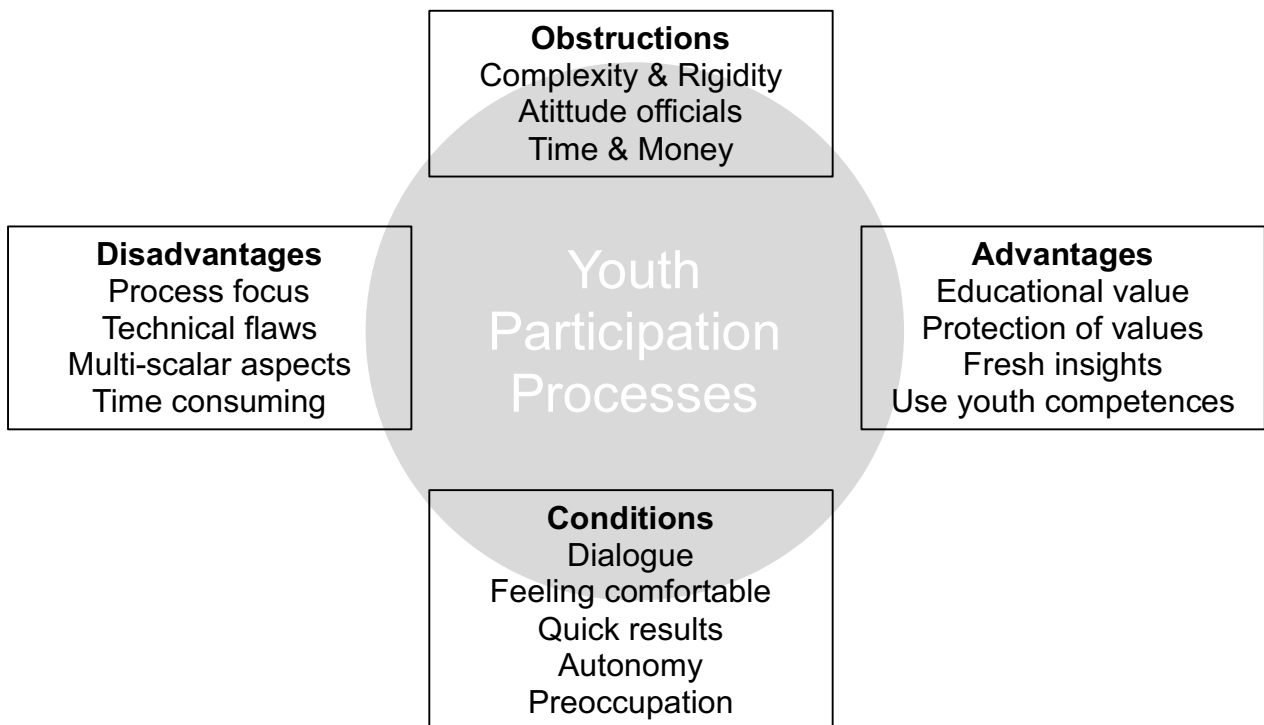 Obstructions
Complexity & Rigidity
Atittude officials
Time & Money
Disadvantages
Process focus
Technical flaws
Multi-scalar aspects
Time consuming
Youth
Participation
Processes
Advantages
Educational value
Protection of values
Fresh insights
Use youth competences
Conditions
Dialogue
Feeling comfortable
Quick results
Autonomy
Preoccupation